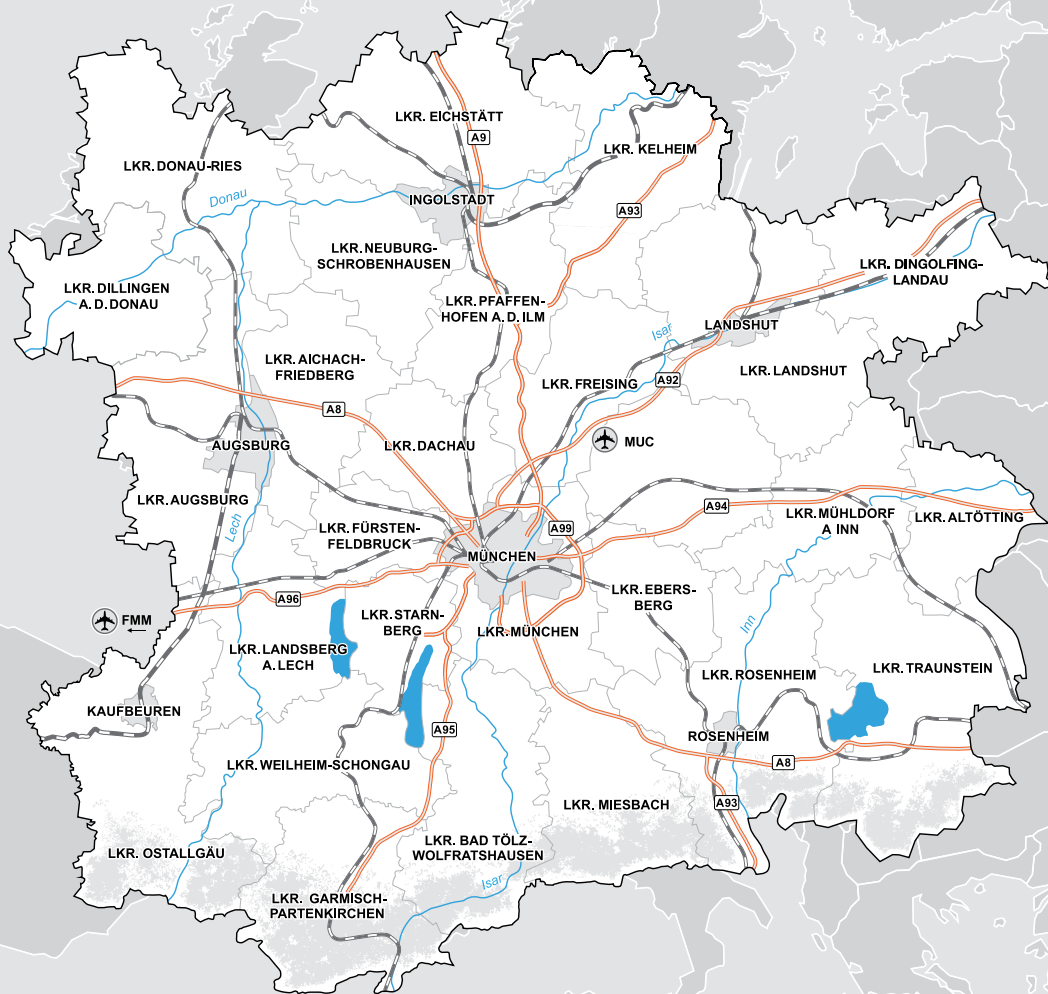 LKR. EICHSTÄTT
A9
LKR. KELHEIM
LKR. DONAU-RIES
Donau
INGOLSTADT
A93
LKR. NEUBURG-
SCHROBENHAUSEN
LKR. DINGOLFING-
LANDAU
LKR. DILLINGEN
A. D. DONAU
LKR. PFAFFEN-
HOFEN A. D. ILM
Isar
LANDSHUT
LKR. AICHACH-
FRIEDBERG
LKR. FREISING
A92
LKR. LANDSHUT
A8
AUGSBURG
LKR. DACHAU
MUC
LKR. AUGSBURG
Lech
LKR. FÜRSTEN-
FELDBRUCK
A99
A94
LKR. MÜHLDORF
A INN
LKR. ALTÖTTING
MÜNCHEN
A96
LKR. EBERS-
BERG
FMM
←
LKR. STARN-
BERG
LKR. MÜNCHEN
Inn
LKR. LANDSBERG
A. LECH
LKR. ROSENHEIM
LKR. TRAUNSTEIN
KAUFBEUREN
A95
ROSENHEIM
LKR. WEILHEIM-SCHONGAU
A8
LKR. MIESBACH
A93
LKR. OSTALLGÄU
LKR. BAD TÖLZ-
WOLFRATSHAUSEN
Isar
LKR. GARMISCH-
PARTENKIRCHEN